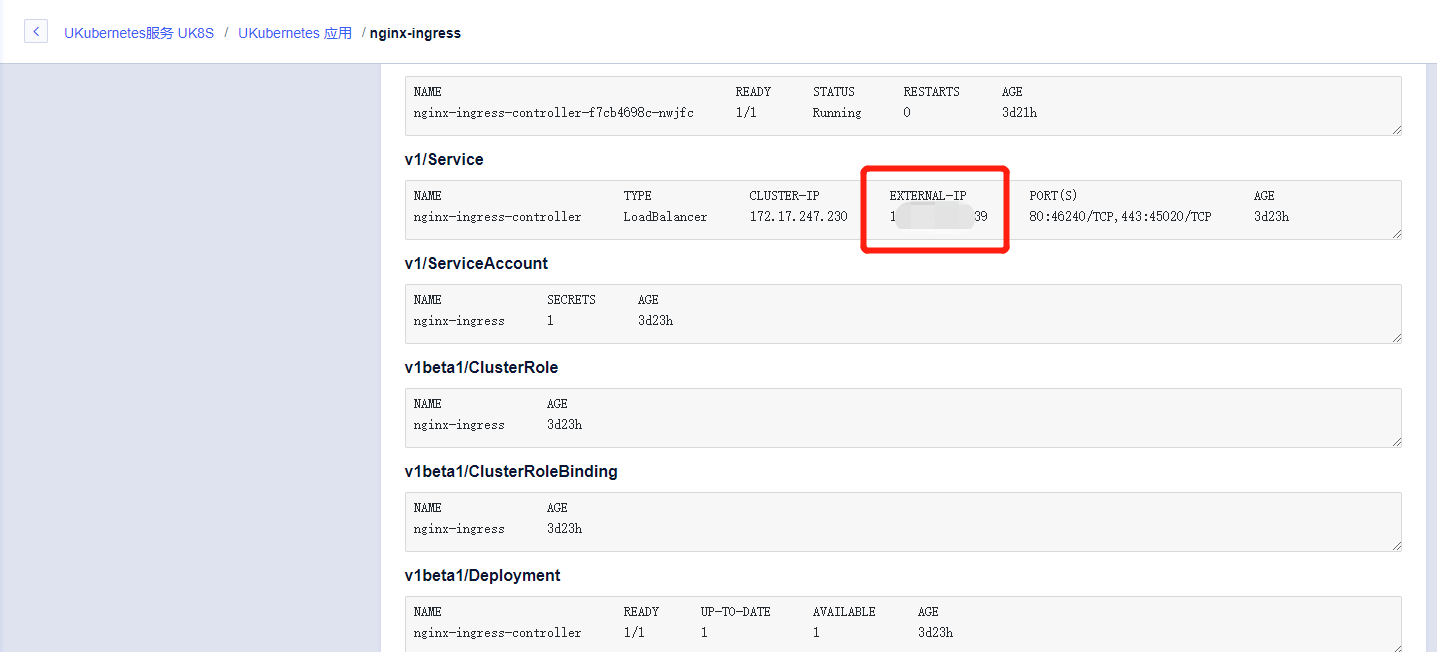 UKubernetes服务 UK8S / UKubernetes 应用 / nginx-ingress
NAME READY STATUS RESTARTS AGE
nginx-ingress-controller-f7cb4698c-nwjfc 1/1 Running 0 3d21h
v1/Service
NAME TYPE CLUSTER-IP EXTERNAL-IP PORT(S) AGE
nginx-ingress-controller LoadBalancer 172.17.247.230 1 39 80:46240/TCP,443:45020/TCP 3d23h
v1/ServiceAccount
NAME SECRETS AGE
nginx-ingress 1 3d23h
v1beta1/ClusterRole
NAME AGE
nginx-ingress 3d23h
v1beta1/ClusterRoleBinding
NAME AGE
nginx-ingress 3d23h
v1beta1/Deployment
NAME READY UP-TO-DATE AVAILABLE AGE
nginx-ingress-controller 1/1 1 1 3d23h